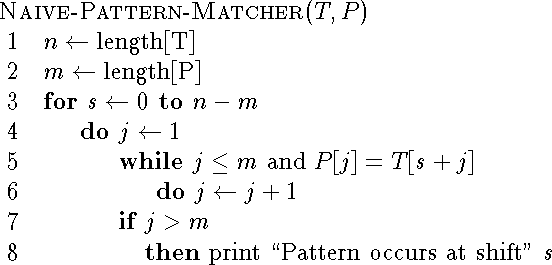 NAIVE-PATTERN-MATCHER(T, P)
1 n ← length[T]
2 m ← length[P]
3 for s ← 0 to n − m
4 do j ← 1
5 while j ≤ m and P[j] = T[s + j]
6 do j ← j + 1
7 if j > m
8 then print “Pattern occurs at shift” s